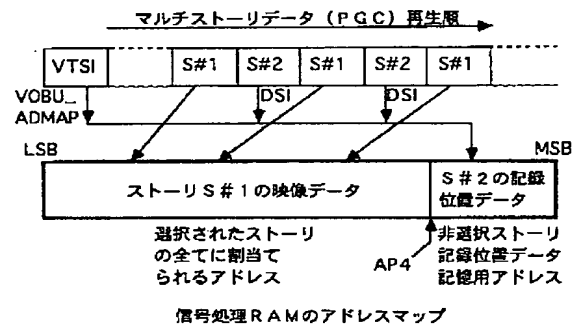 マルチストーリデータ（ＰＧＣ）再生順
VTSI S#1 S#2 S#1 S#2 S#1
VOBU_ DSI DSI
ADMAP
LSB MSB
ストーリＳ＃１の映像データ
Ｓ＃２の記録
位置データ
選択されたストーリ
の全てに割当て
られるアドレス
AP4
非選択ストーリ
記録位置データ
記憶用アドレス
信号処理ＲＡＭのアドレスマップ